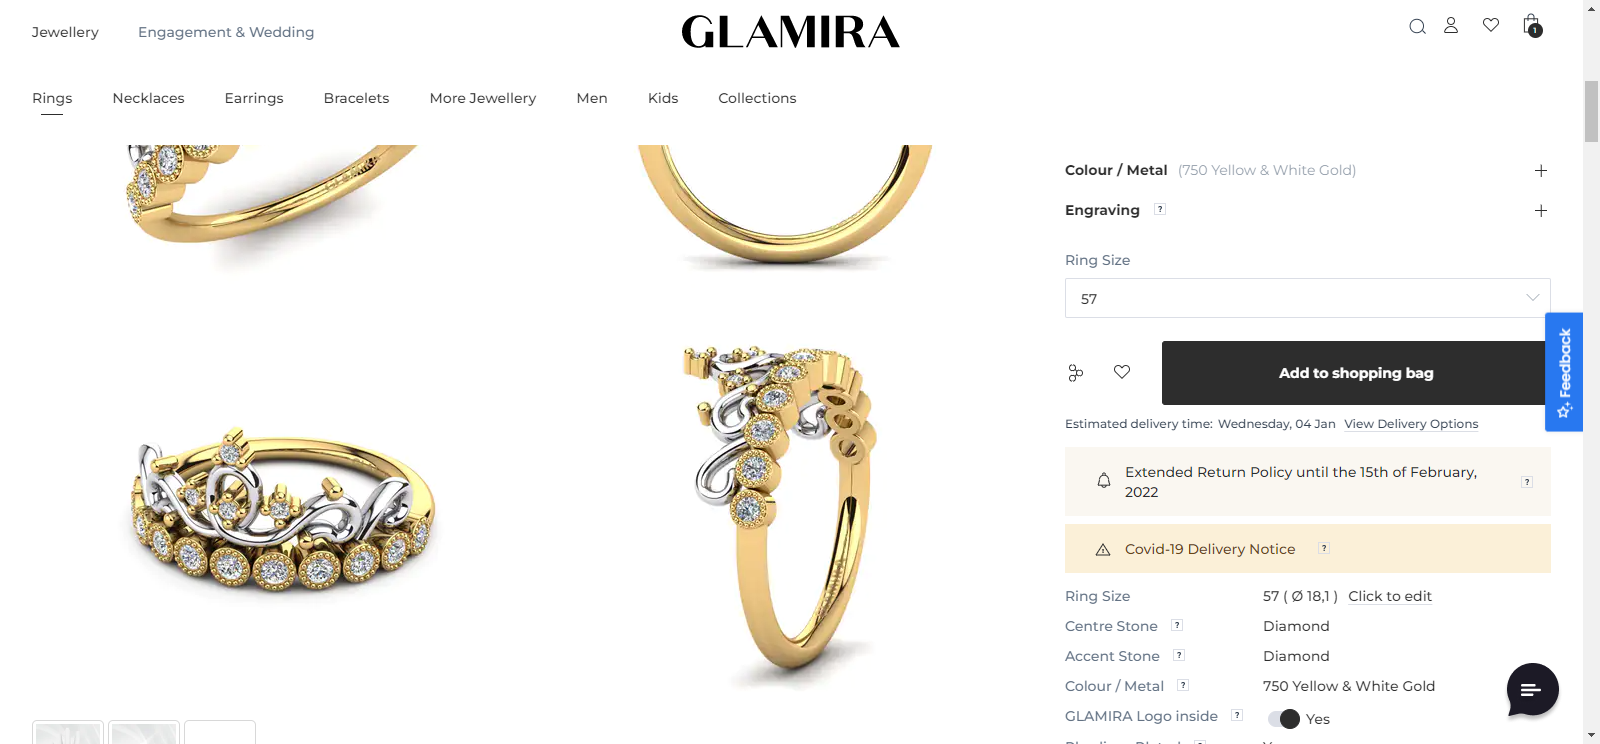 Jewellery
Engagement & Wedding
GLAMIRA
1
Rings
Necklaces
Earrings
Bracelets
More Jewellery
Men
Kids
Collections
Colour / Metal (750 Yellow & White Gold)
Engraving ?
Ring Size
57
Add to shopping bag
Feedback
Estimated delivery time: Wednesday, 04 Jan View Delivery Options
Extended Return Policy until the 15th of February,
2022
?
Covid-19 Delivery Notice ?
Ring Size 57 ( Ø 18,1 ) Click to edit
Centre Stone ? Diamond
Accent Stone ? Diamond
Colour / Metal ? 750 Yellow & White Gold
GLAMIRA Logo inside ? Yes